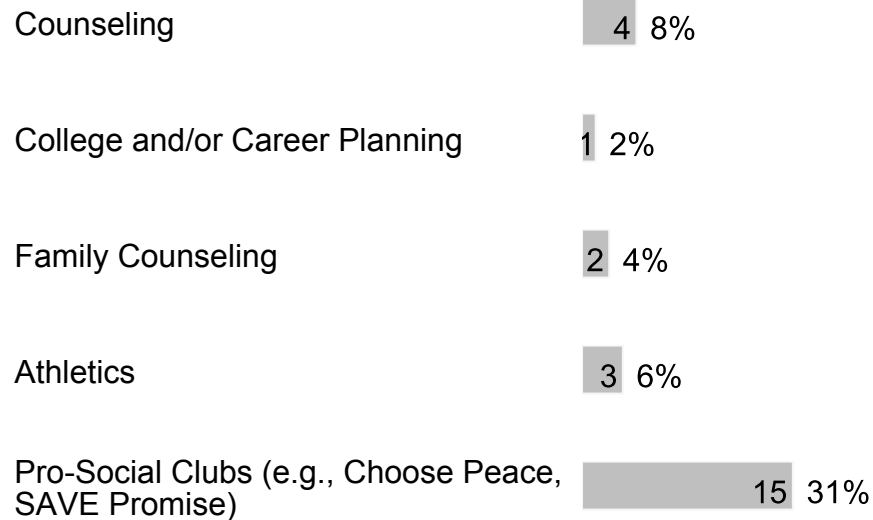 Counseling 4 8%
College and/or Career Planning 1 2%
Family Counseling 2 4%
Athletics 3 6%
Pro-Social Clubs (e.g., Choose Peace,
SAVE Promise) 15 31%